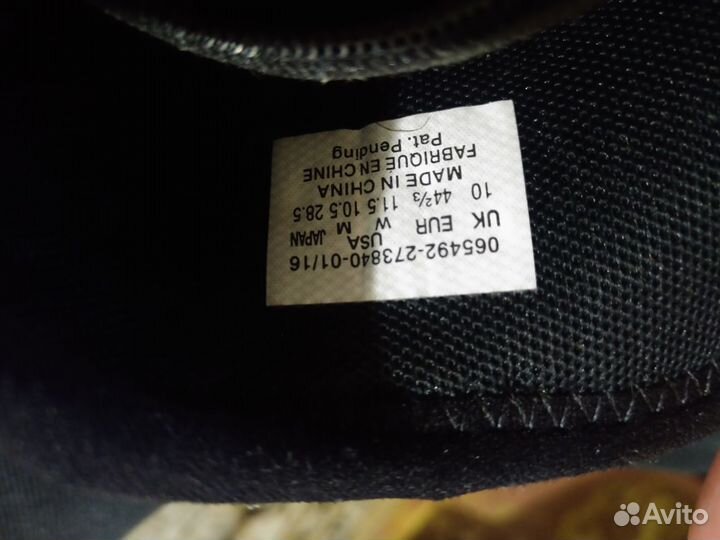 065492-273840-01/16
USA
UK EUR W M JAPAN
10 44²/₃ 11.5 10.5 28.5
MADE IN CHINA
FABRIQUÉ EN CHINE
Pat. Pending
Avito